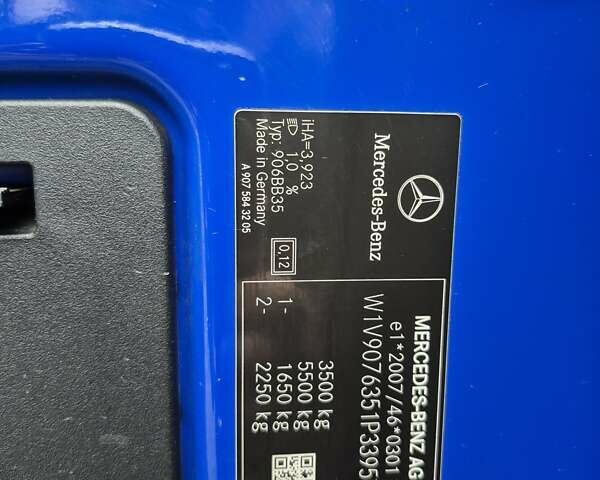 Mercedes-Benz
iHA=3,923
1,0 %
Typ: 906BB35
Made in Germany
A 907 584 32 05
0,12
MERCEDES-BENZ AG
e1*2007/46*0301
W1V9076351P3395
3500 kg
5500 kg
1- 1650 kg
2- 2250 kg